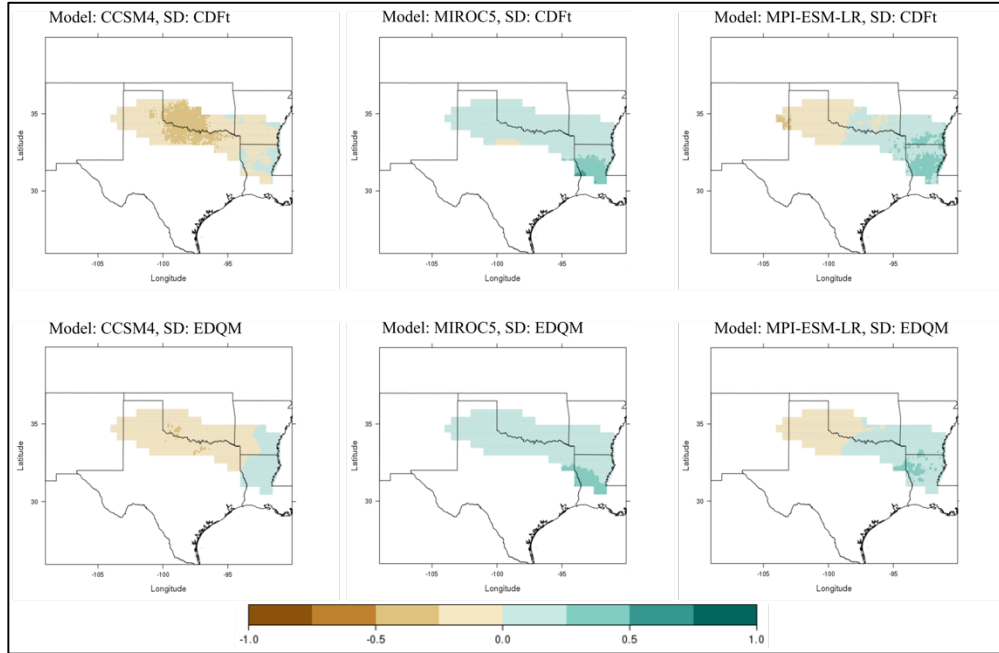 Model: CCSM4, SD: CDFt
Model: MIROC5, SD: CDFt
Model: MPI-ESM-LR, SD: CDFt
Latitude
35
30
-105
-100
-95
Longitude
Latitude
35
30
-105
-100
-95
Longitude
Latitude
35
30
-105
-100
-95
Longitude
Model: CCSM4, SD: EDQM
Model: MIROC5, SD: EDQM
Model: MPI-ESM-LR, SD: EDQM
Latitude
35
30
-105
-100
-95
Longitude
Latitude
35
30
-105
-100
-95
Longitude
Latitude
35
30
-105
-100
-95
Longitude
-1.0
-0.5
0.0
0.5
1.0